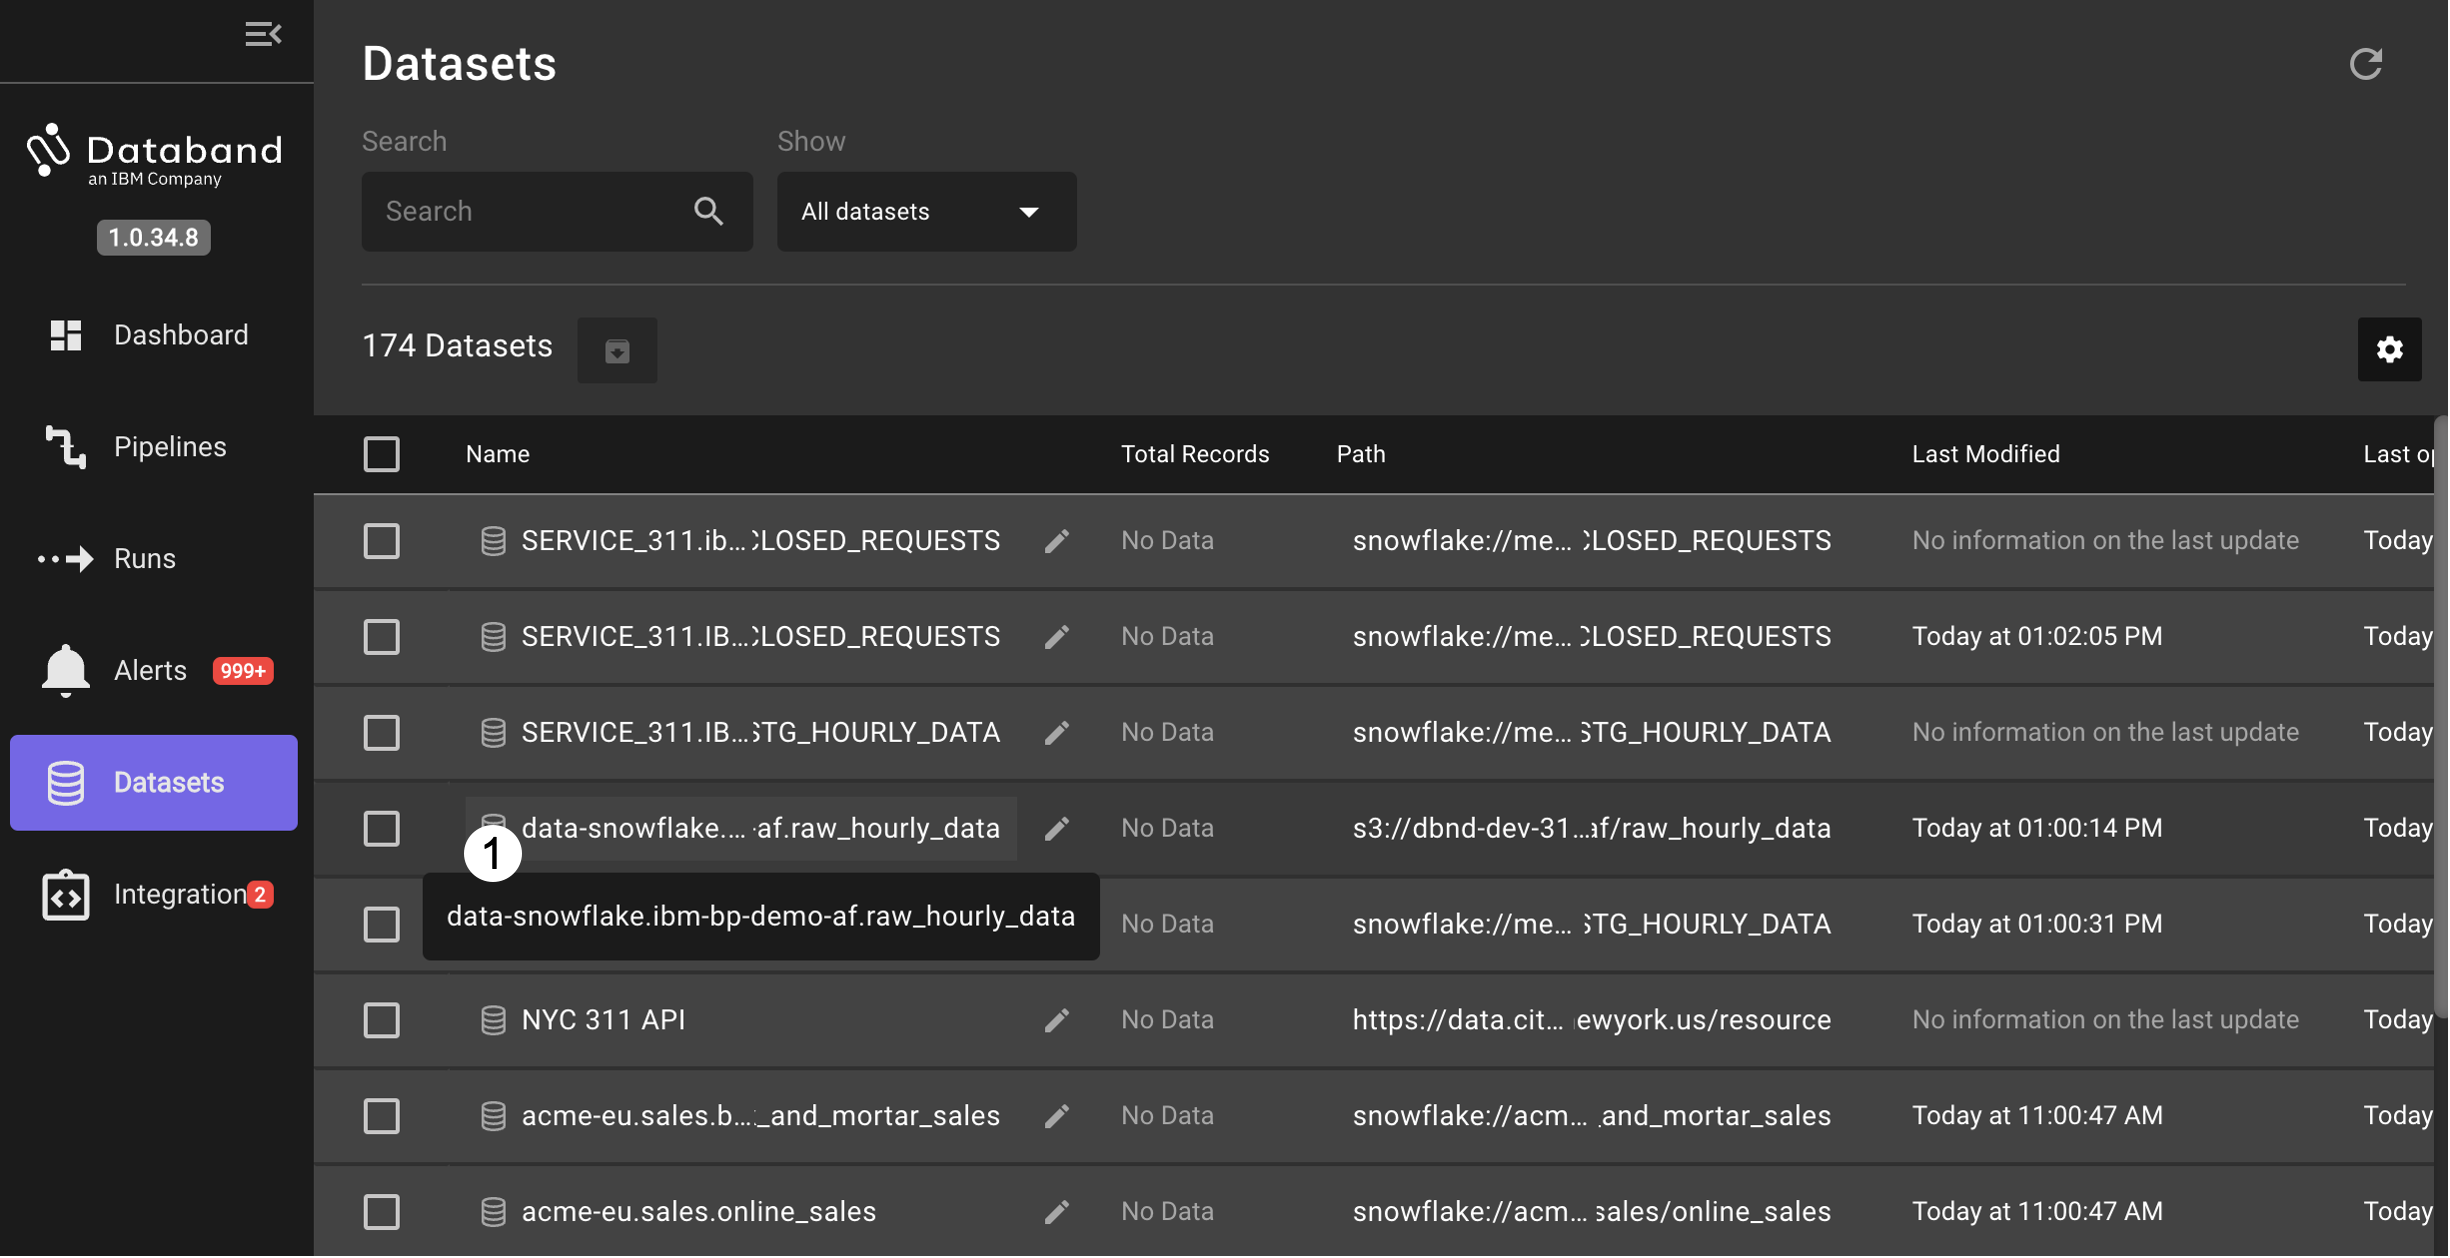 Databand
an IBM Company
1.0.34.8
Dashboard
Pipelines
Runs
Alerts 999+
Datasets
Integration 2
Datasets
Search Show
Search All datasets
174 Datasets
Name Total Records Path Last Modified Last op
SERVICE_311.ib... CLOSED_REQUESTS No Data snowflake://me... CLOSED_REQUESTS No information on the last update Today
SERVICE_311.IB... CLOSED_REQUESTS No Data snowflake://me... CLOSED_REQUESTS Today at 01:02:05 PM Today
SERVICE_311.IB... STG_HOURLY_DATA No Data snowflake://me... STG_HOURLY_DATA No information on the last update Today
data-snowflake.... -af.raw_hourly_data No Data s3://dbnd-dev-31...af/raw_hourly_data Today at 01:00:14 PM Today
1
data-snowflake.ibm-bp-demo-af.raw_hourly_data No Data snowflake://me... STG_HOURLY_DATA Today at 01:00:31 PM Today
NYC 311 API No Data https://data.cit... ewyork.us/resource No information on the last update Today
acme-eu.sales.b... _and_mortar_sales No Data snowflake://acm... _and_mortar_sales Today at 11:00:47 AM Today
acme-eu.sales.online_sales No Data snowflake://acm... sales/online_sales Today at 11:00:47 AM Today